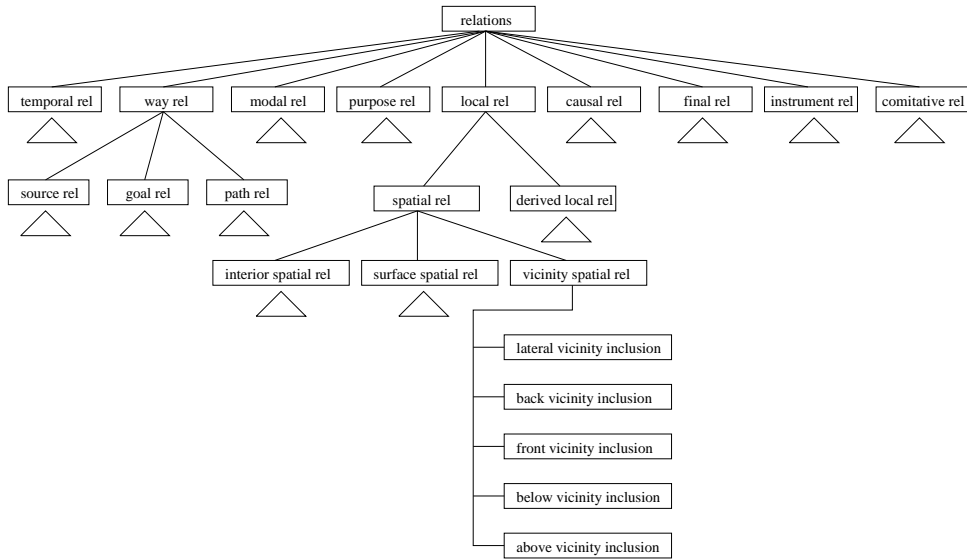 relations
temporal rel
way rel
modal rel
purpose rel
local rel
causal rel
final rel
instrument rel
comitative rel
source rel
goal rel
path rel
spatial rel
derived local rel
interior spatial rel
surface spatial rel
vicinity spatial rel
lateral vicinity inclusion
back vicinity inclusion
front vicinity inclusion
below vicinity inclusion
above vicinity inclusion